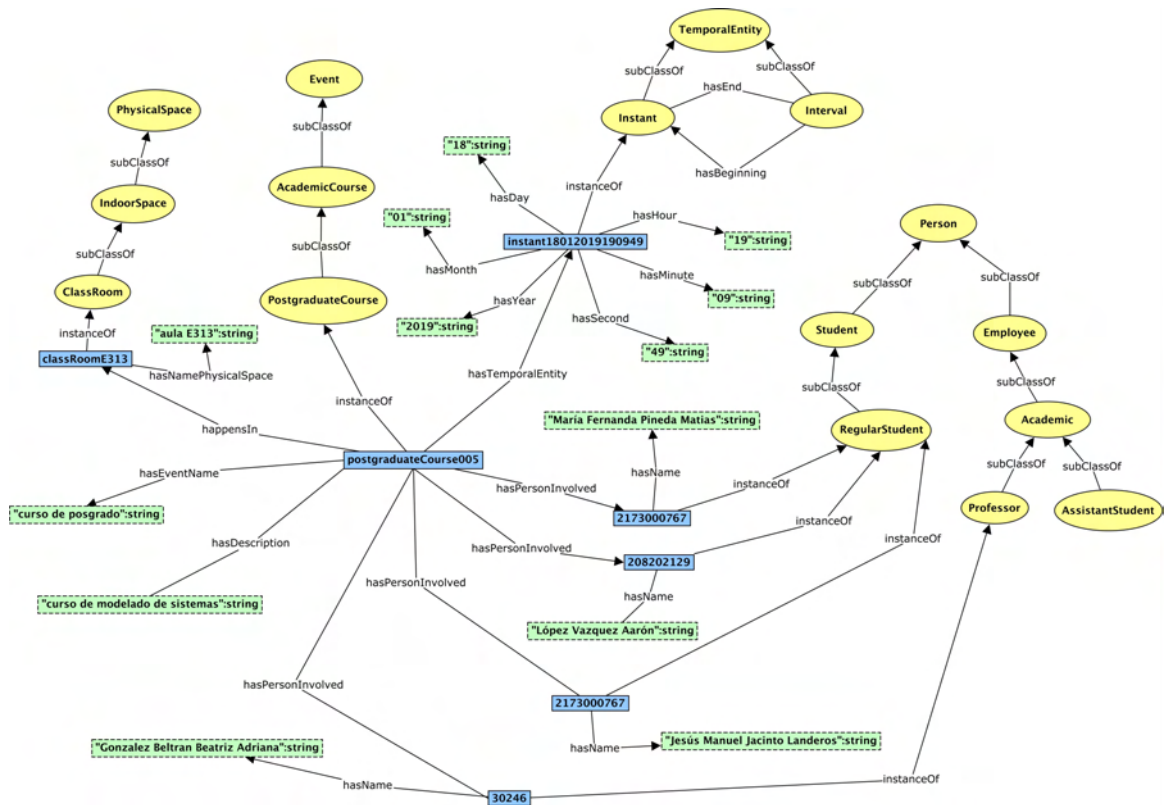 TemporalEntity
subClassOf
subClassOf
Event
hasEnd
PhysicalSpace
Instant
Interval
subClassOf
"18":string
subClassOf
hasBeginning
AcademicCourse
instanceOf
IndoorSpace
hasDay
"01":string
hasHour
Person
subClassOf
subClassOf
instant18012019190949
"19":string
hasMonth
hasMinute
subClassOf
subClassOf
ClassRoom
PostgraduateCourse
hasYear
"09":string
"2019":string
hasSecond
instanceOf
"aula E313":string
Student
Employee
"49":string
classRoomE313
hasNamePhysicalSpace
hasTemporalEntity
subClassOf
subClassOf
instanceOf
"María Fernanda Pineda Matias":string
Academic
happensIn
RegularStudent
postgraduateCourse005
hasName
subClassOf
subClassOf
hasEventName
hasPersonInvolved
instanceOf
Professor
AssistantStudent
"curso de posgrado":string
2173000767
hasDescription
hasPersonInvolved
instanceOf
instanceOf
208202129
hasPersonInvolved
hasName
"curso de modelado de sistemas":string
"López Vazquez Aarón":string
hasPersonInvolved
2173000767
"Gonzalez Beltran Beatriz Adriana":string
hasName
"Jesús Manuel Jacinto Landeros":string
hasName
instanceOf
30246